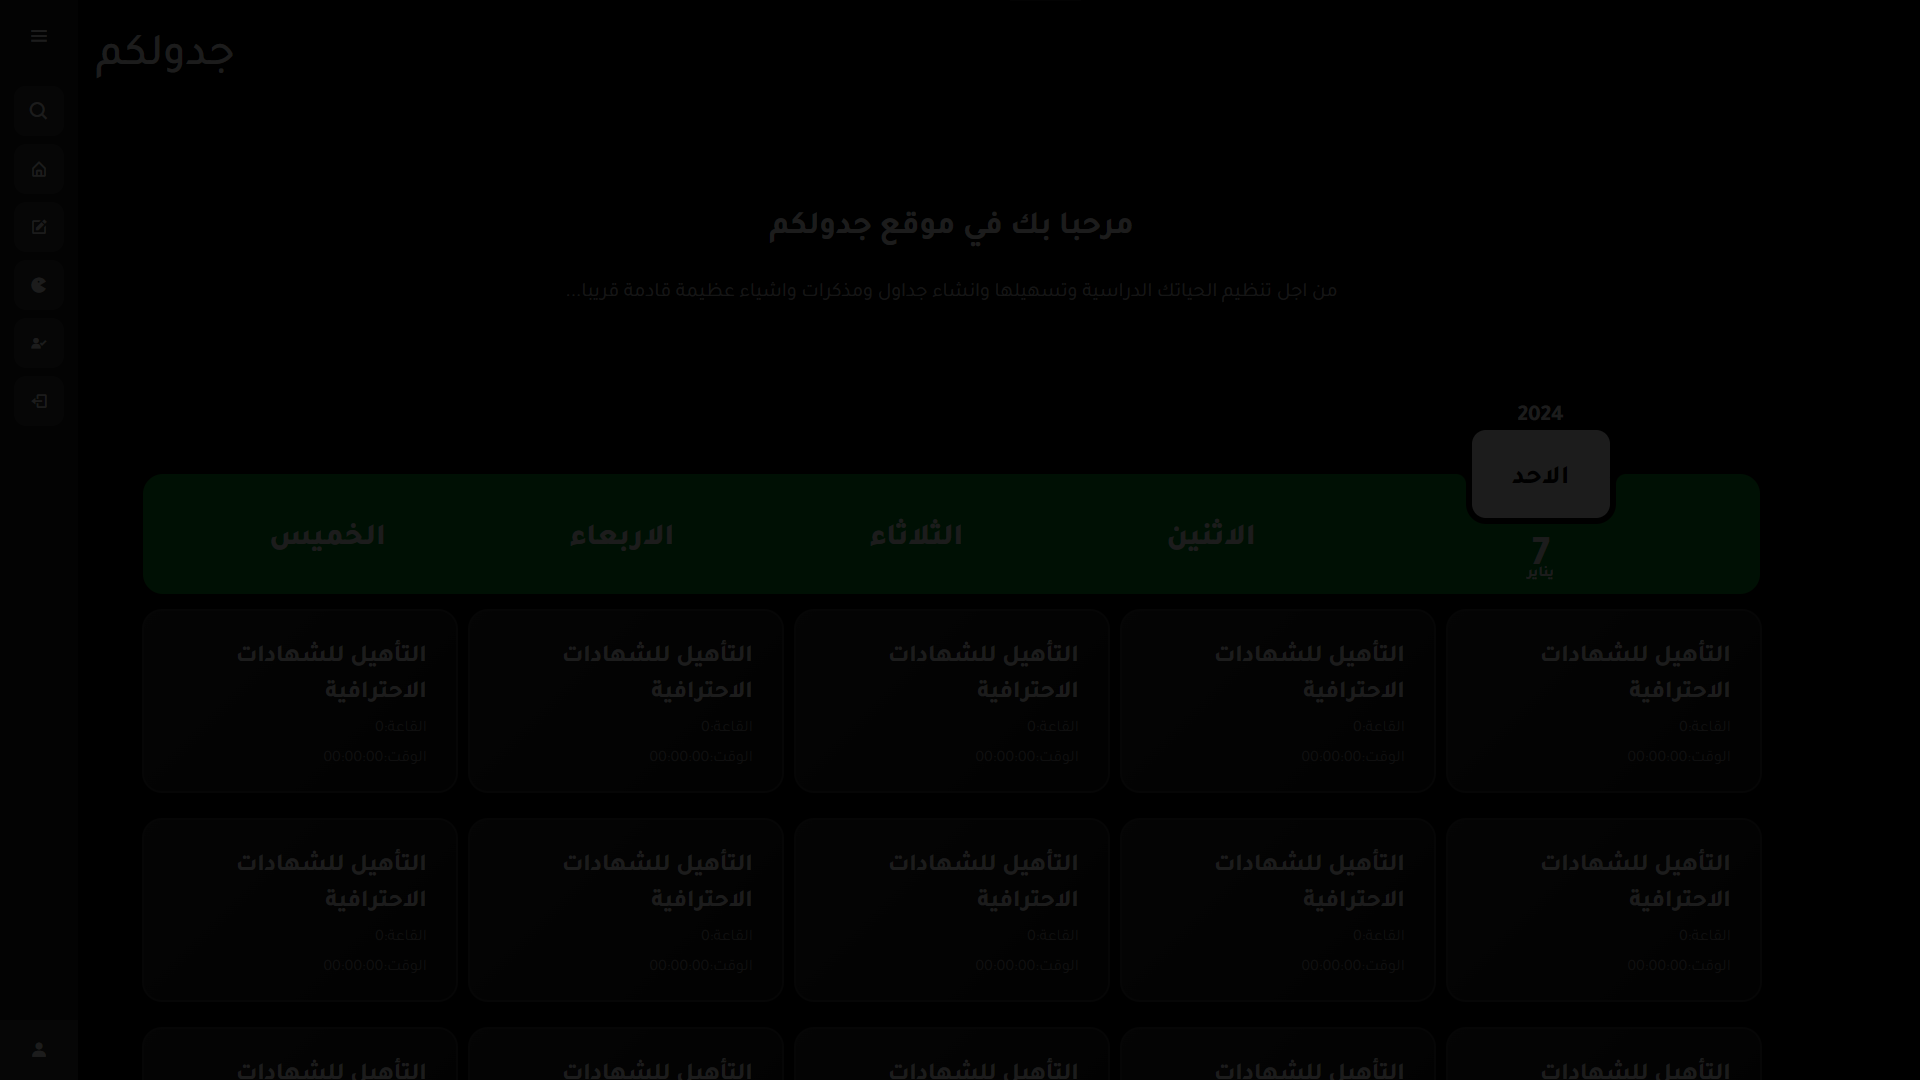 جدولكم
مرحبا بك في موقع جدولكم
من اجل تنظيم الحياتك الدراسية وتسهيلها وانشاء جداول ومذكرات واشياء عظيمة قادمة قريبا...
2024
الاحد
7
يناير
الاثنين
الثلاثاء
الاربعاء
الخميس
التأهيل للشهادات
الاحترافية
القاعة:0
الوقت:00:00:00
التأهيل للشهادات
الاحترافية
القاعة:0
الوقت:00:00:00
التأهيل للشهادات
الاحترافية
القاعة:0
الوقت:00:00:00
التأهيل للشهادات
الاحترافية
القاعة:0
الوقت:00:00:00
التأهيل للشهادات
الاحترافية
القاعة:0
الوقت:00:00:00
التأهيل للشهادات
الاحترافية
القاعة:0
الوقت:00:00:00
التأهيل للشهادات
الاحترافية
القاعة:0
الوقت:00:00:00
التأهيل للشهادات
الاحترافية
القاعة:0
الوقت:00:00:00
التأهيل للشهادات
الاحترافية
القاعة:0
الوقت:00:00:00
التأهيل للشهادات
الاحترافية
القاعة:0
الوقت:00:00:00
التأهيل للشهادات
التأهيل للشهادات
التأهيل للشهادات
التأهيل للشهادات
التأهيل للشهادات